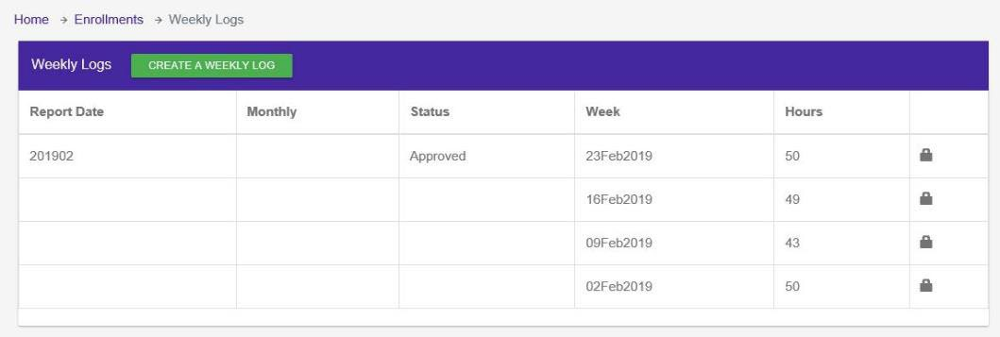 Home → Enrollments → Weekly Logs
Weekly Logs CREATE A WEEKLY LOG
Report Date Monthly Status Week Hours
201902 Approved 23Feb2019 50
16Feb2019 49
09Feb2019 43
02Feb2019 50